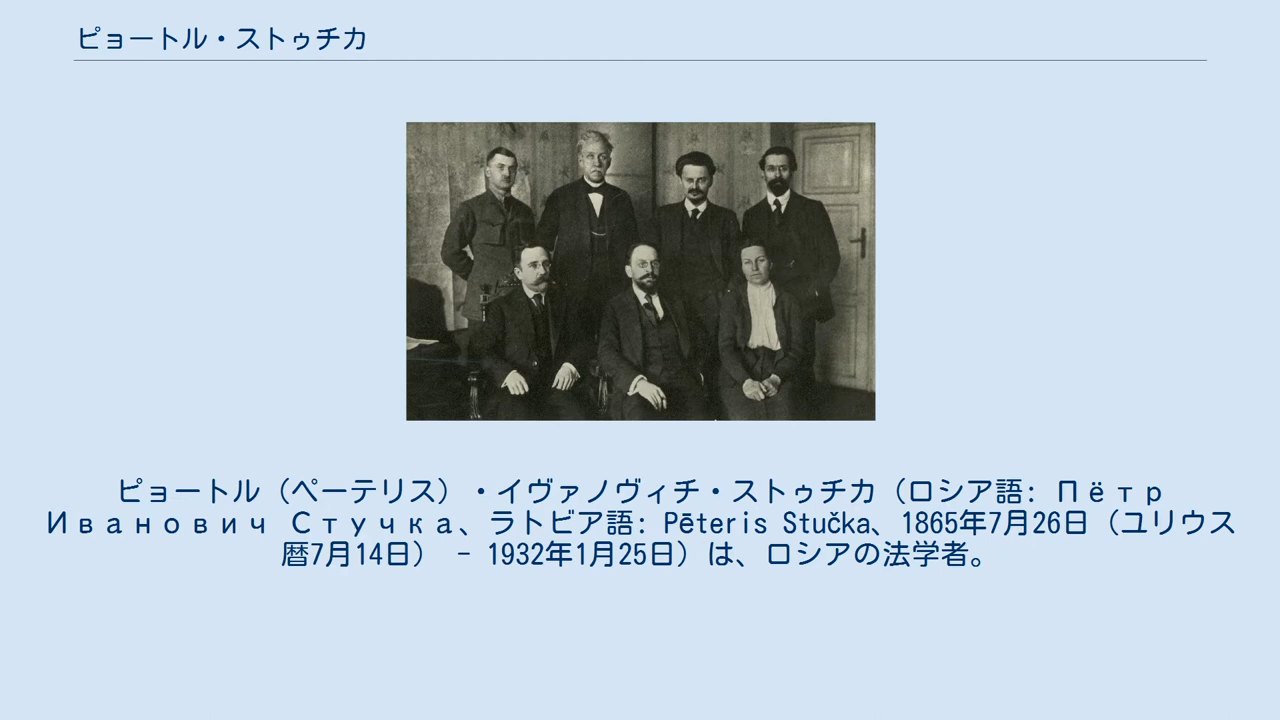 ピョートル・ストゥチカ
ピョートル（ペーテリス）・イヴァノヴィチ・ストゥチカ（ロシア語: Пётр
Иванович Стучка、ラトビア語: Pēteris Stučka、1865年7月26日（ユリウス
暦7月14日） - 1932年1月25日）は、ロシアの法学者。